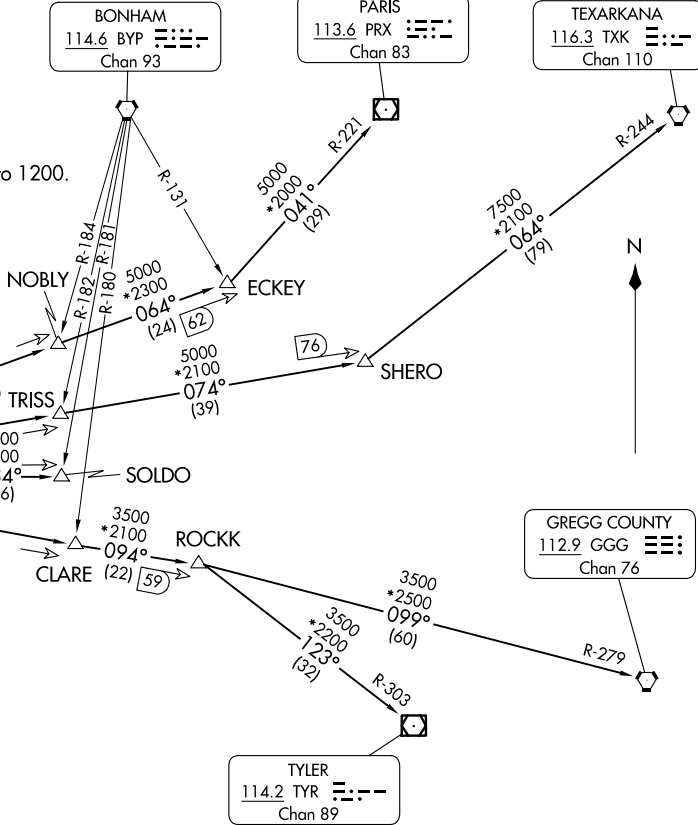 BONHAM
114.6 BYP
Chan 93
PARIS
113.6 PRX
Chan 83
TEXARKANA
116.3 TXK
Chan 110
1200.
R-221
R-244
5000
*2000
041°
(29)
R-131
7500
*2100
064°
(79)
N
R-184
R-181
R-182
R-180
NOBLY
5000
*2300
064°
(24)
62
ECKEY
76
SHERO
5000
*2100
074°
(39)
TRISS
SOLDO
3500
*2100
094°
(22)
59
CLARE
ROCKK
GREGG COUNTY
112.9 GGG
Chan 76
3500
*2500
099°
(60)
R-279
3500
*2200
123°
(32)
R-303
TYLER
114.2 TYR
Chan 89